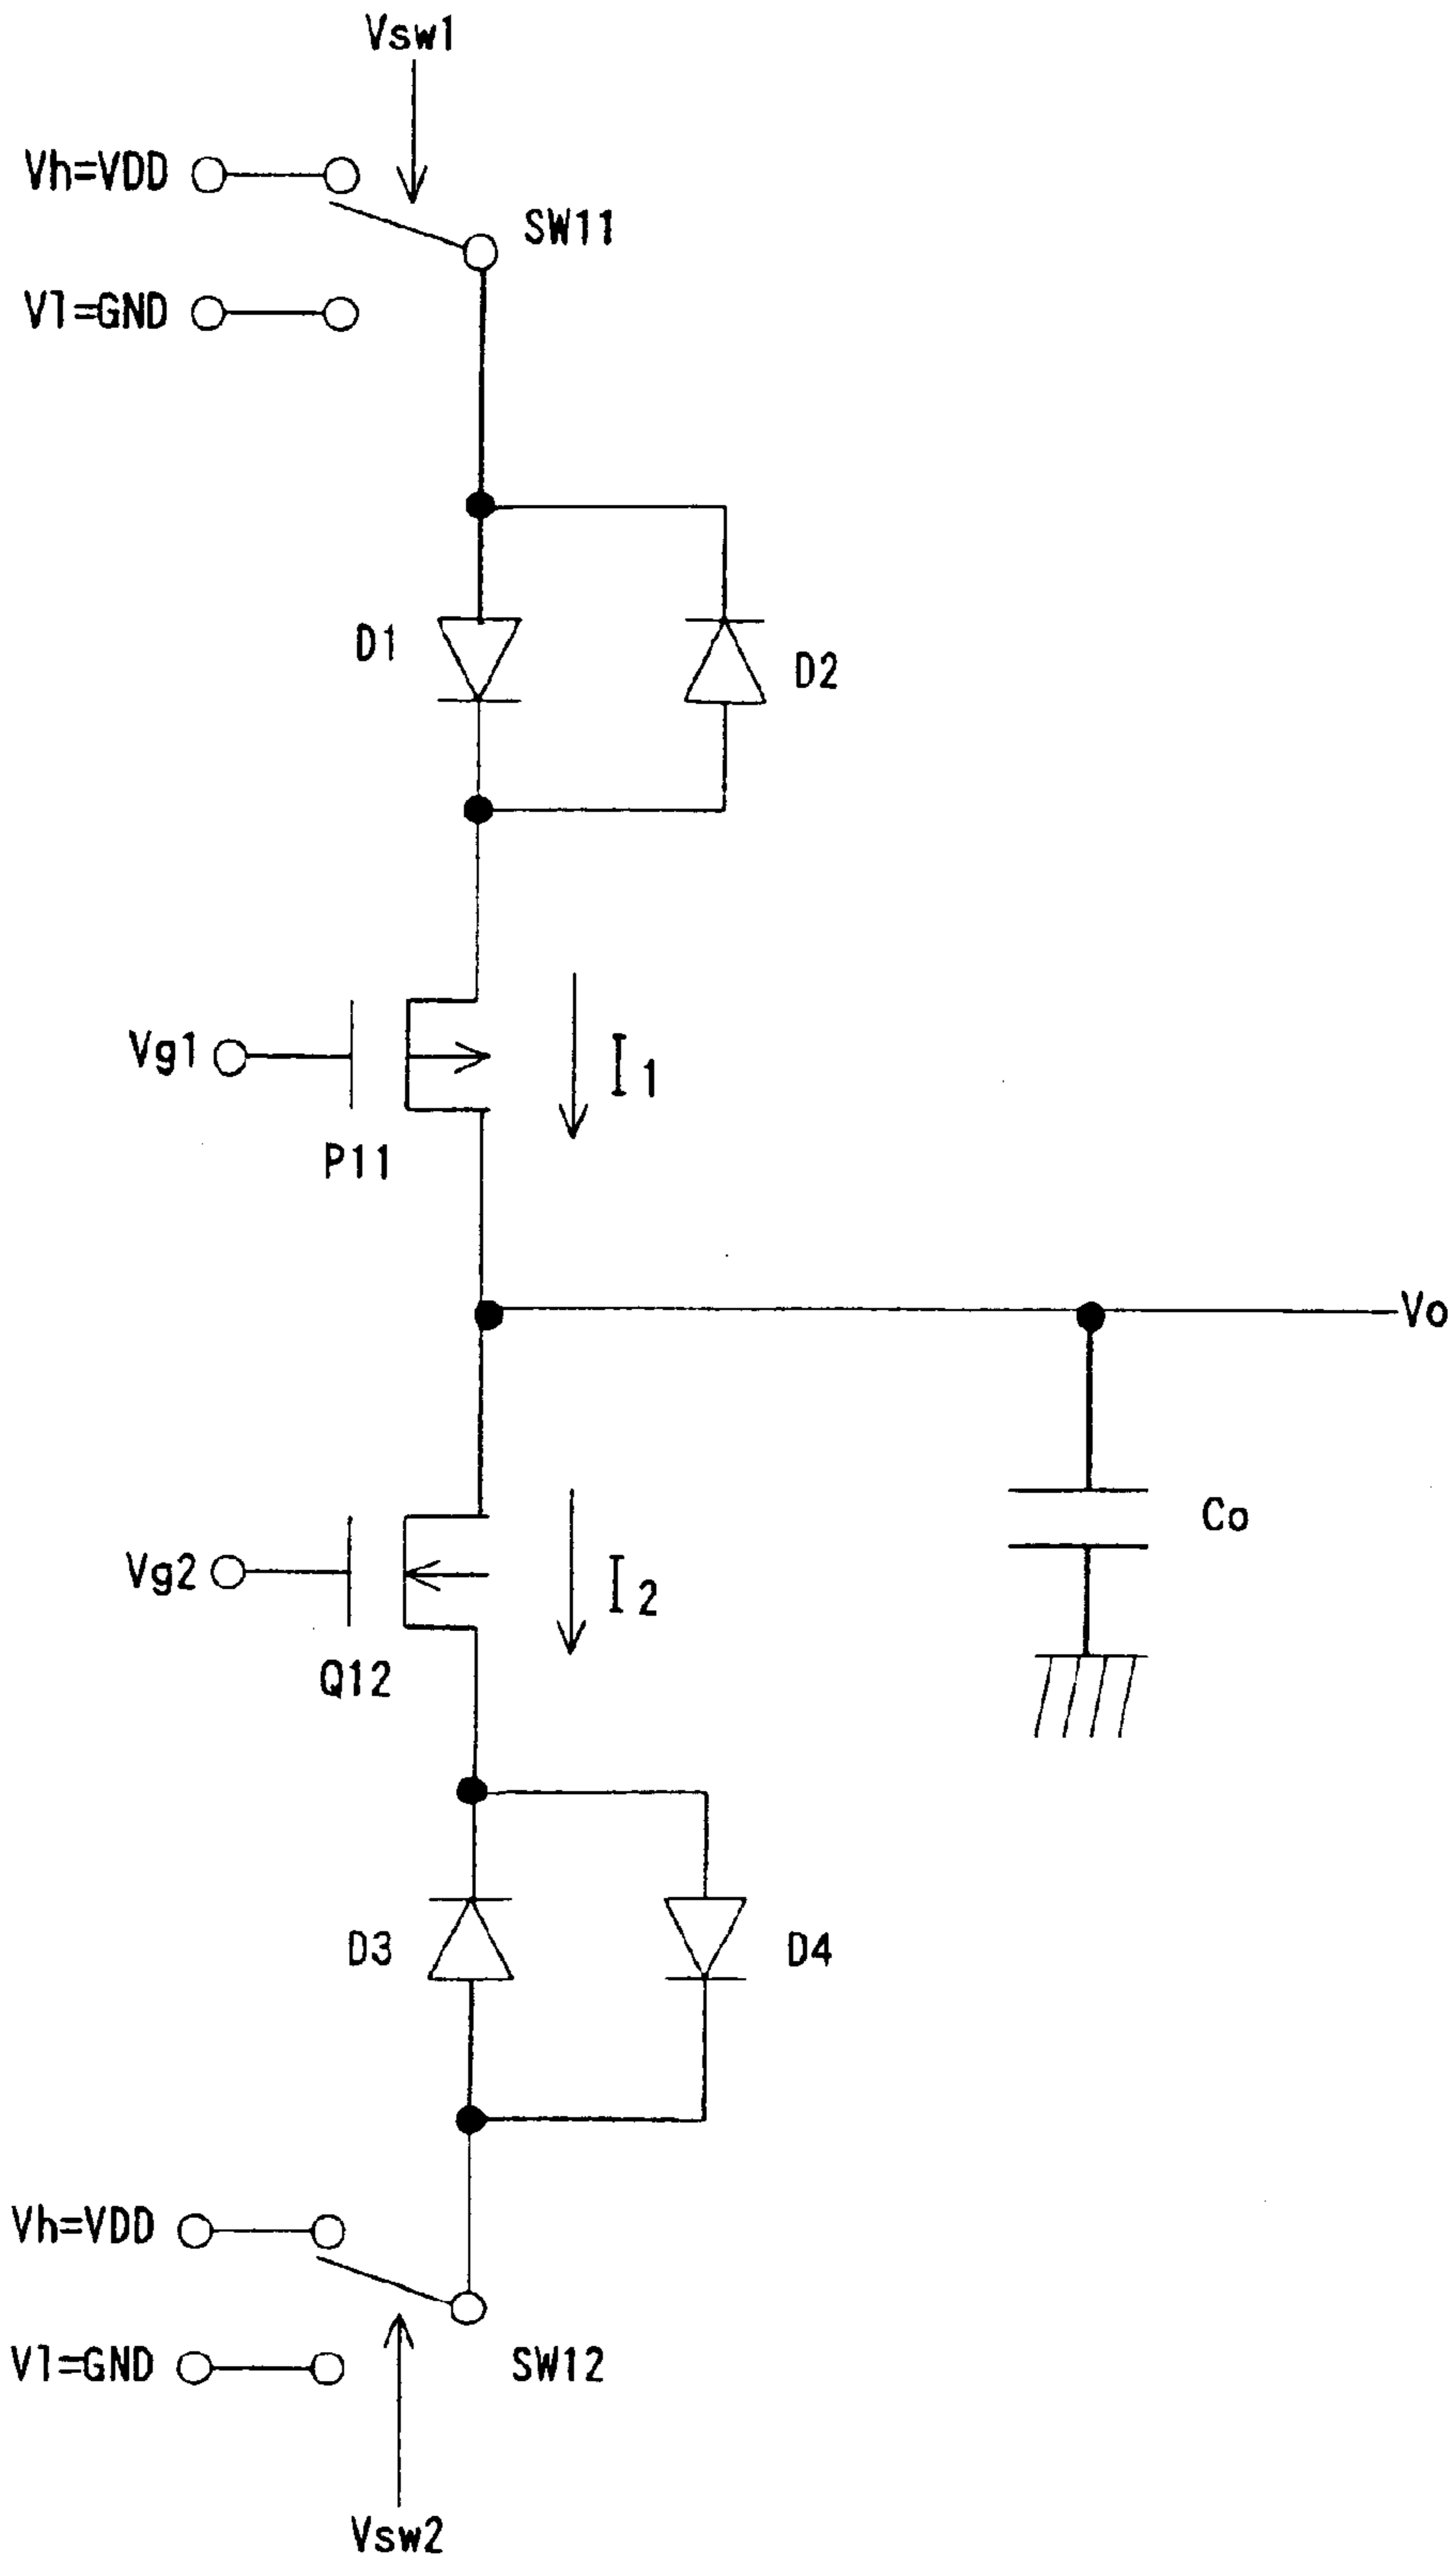 Vsw1
Vh=VDD
SW11
Vl=GND
D1
D2
Vg1
I1
P11
Vo
Co
Vg2
I2
Q12
D3
D4
Vh=VDD
Vl=GND
SW12
Vsw2